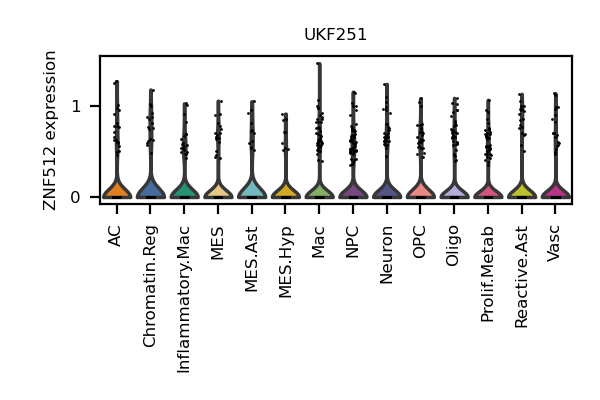 UKF251
ZNF512 expression
1
0
AC
Chromatin.Reg
Inflammatory.Mac
MES
MES.Ast
MES.Hyp
Mac
NPC
Neuron
OPC
Oligo
Prolif.Metab
Reactive.Ast
Vasc